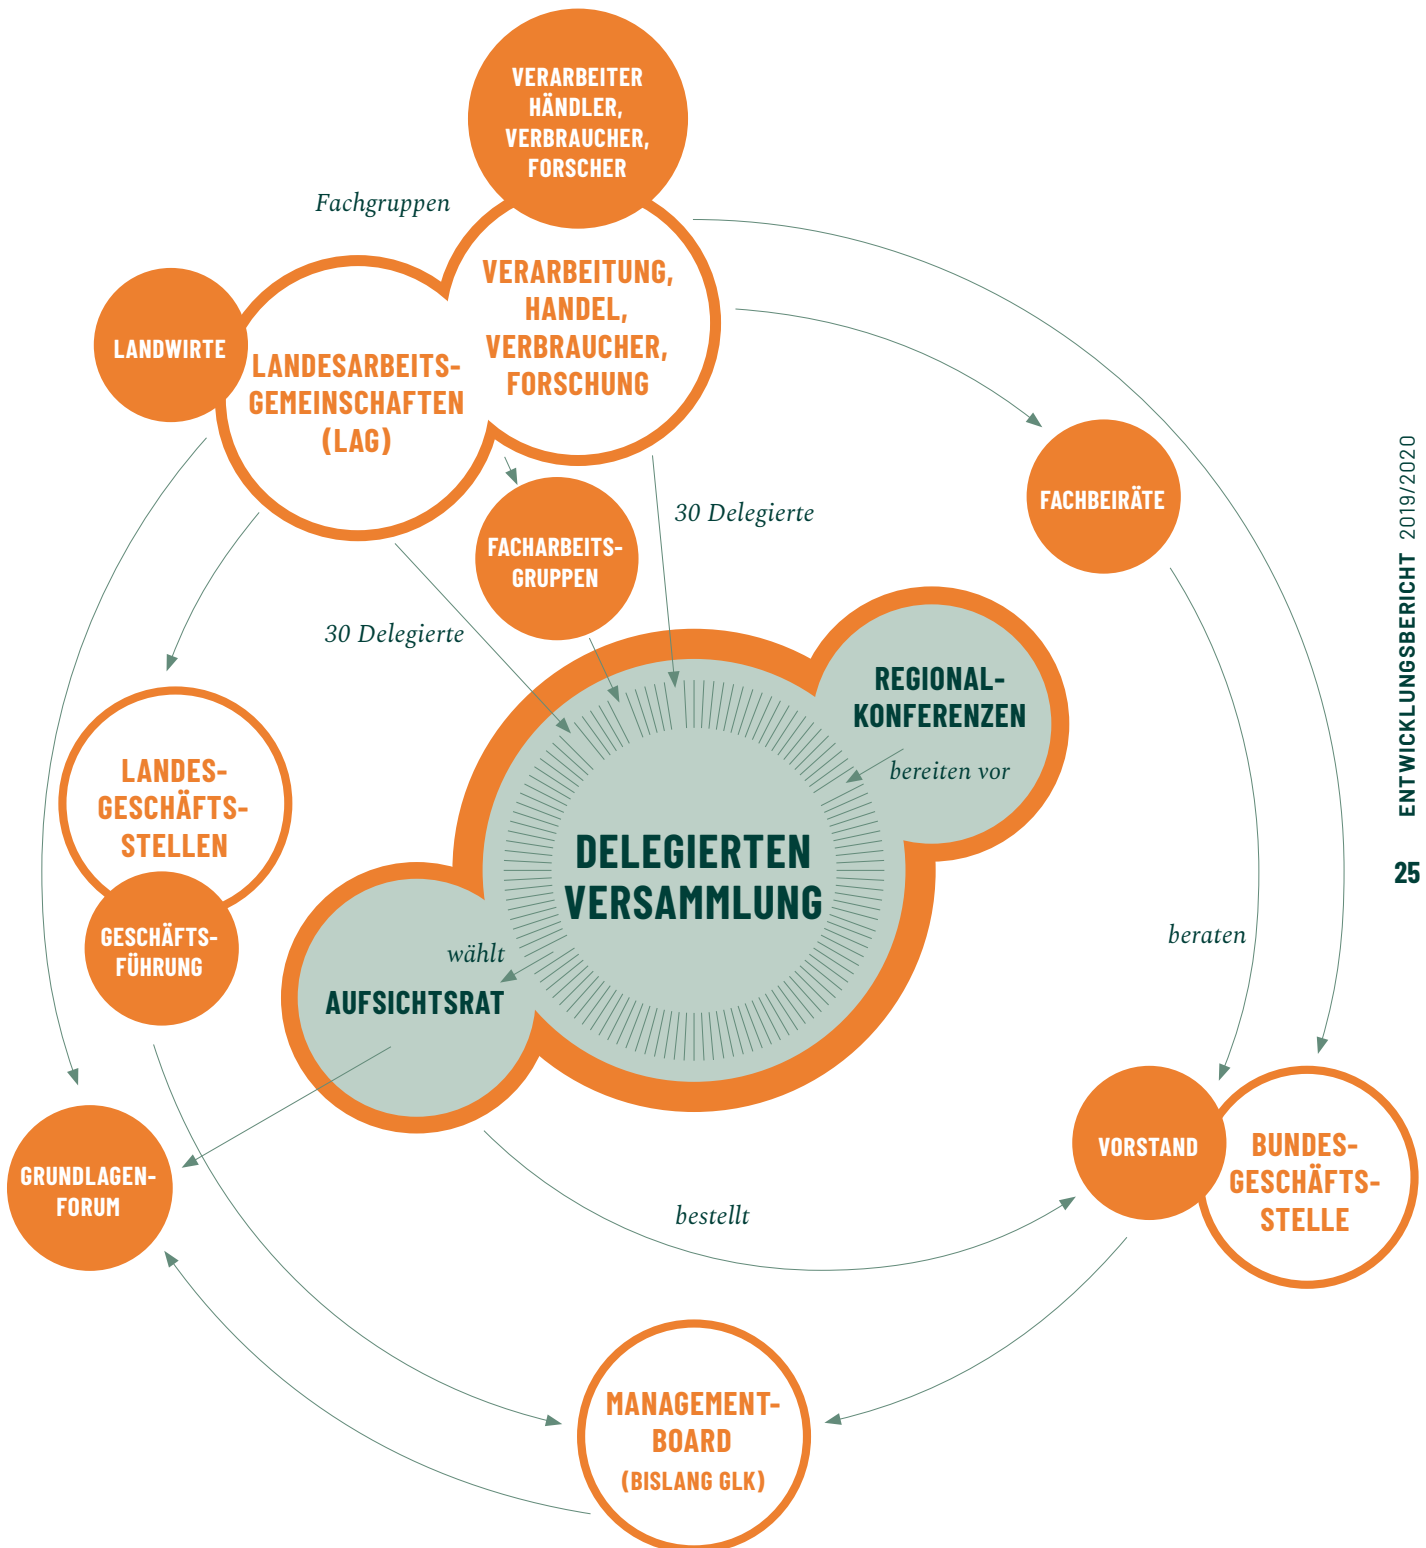 VERARBEITER
HÄNDLER,
VERBRAUCHER,
FORSCHER
Fachgruppen
VERARBEITUNG,
HANDEL,
VERBRAUCHER,
FORSCHUNG
LANDWIRTE
LANDESARBEITS-
GEMEINSCHAFTEN
(LAG)
FACHBEIRÄTE
30 Delegierte
FACHARBEITS-
GRUPPEN
30 Delegierte
REGIONAL-
KONFERENZEN
bereiten vor
LANDES-
GESCHÄFTS-
STELLEN
DELEGIERTEN
VERSAMMLUNG
GESCHÄFTS-
FÜHRUNG
wählt
AUFSICHTSRAT
beraten
GRUNDLAGEN-
FORUM
VORSTAND
BUNDES-
GESCHÄFTS-
STELLE
bestellt
MANAGEMENT-
BOARD
(BISLANG GLK)
ENTWICKLUNGSBERICHT 2019/2020
25